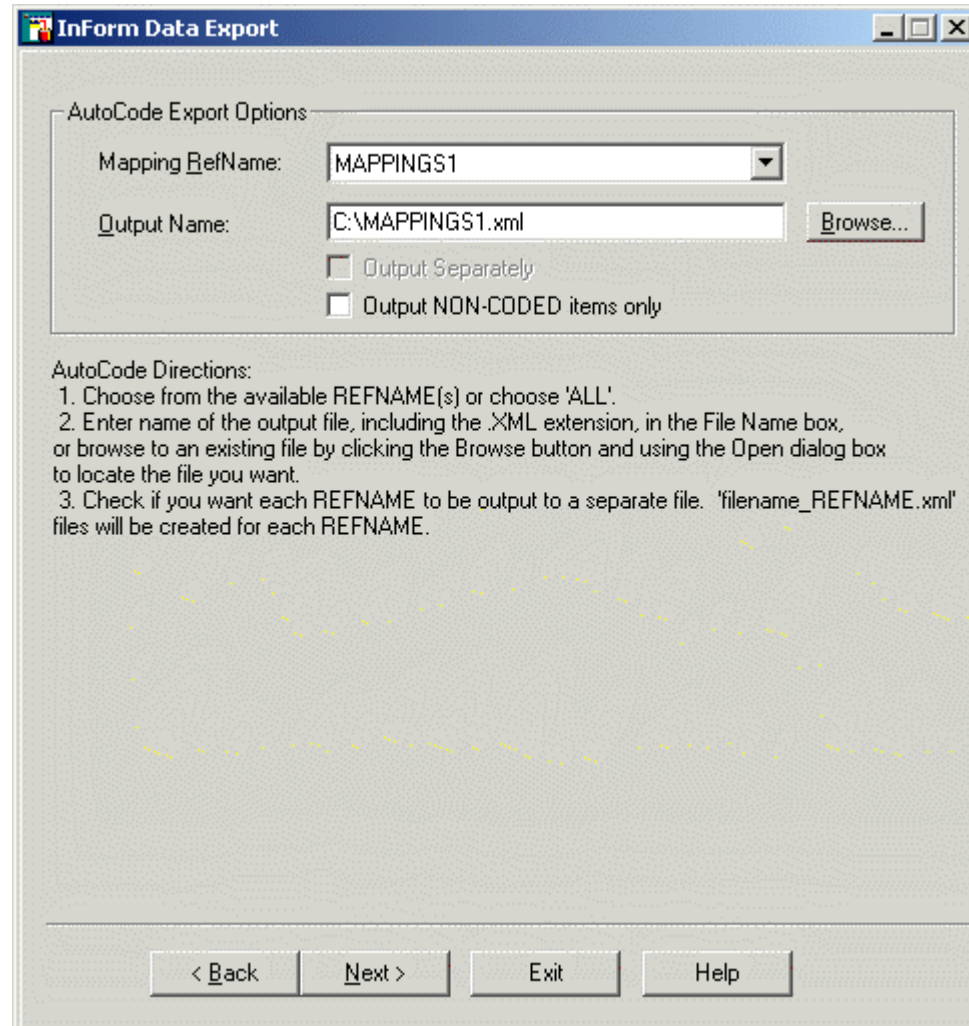 InForm Data Export
AutoCode Export Options
Mapping RefName:
MAPPINGS1
Output Name:
C:\MAPPINGS1.xml
Browse...
Output Separately
Output NON-CODED items only
AutoCode Directions:
1. Choose from the available REFNAME(s) or choose 'ALL'.
2. Enter name of the output file, including the .XML extension, in the File Name box,
or browse to an existing file by clicking the Browse button and using the Open dialog box
to locate the file you want.
3. Check if you want each REFNAME to be output to a separate file. 'filename_REFNAME.xml'
files will be created for each REFNAME.
< Back
Next >
Exit
Help